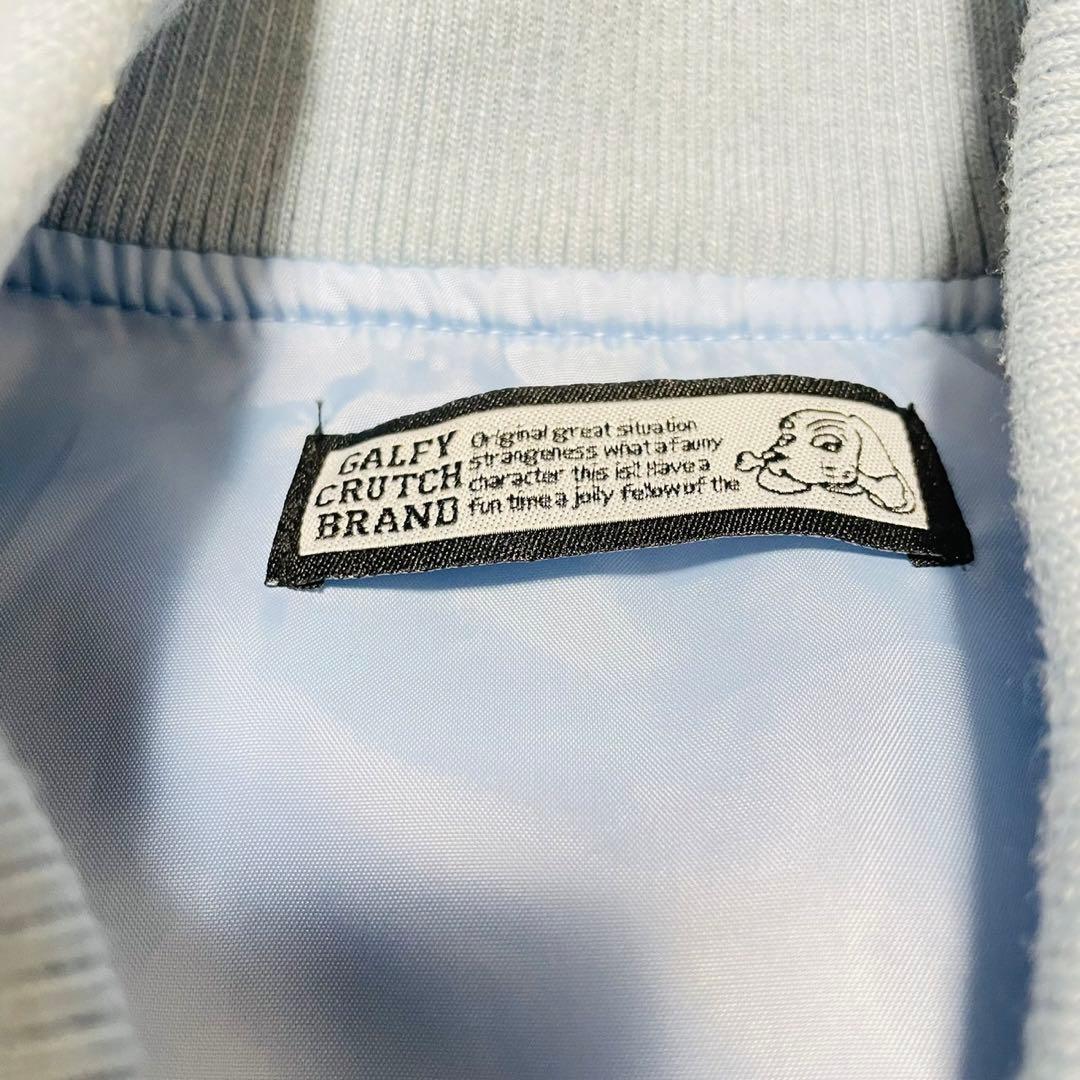 GALFY
CRUTCH
BRAND
Original great situation
strangeness what a fauny
character this is!! Have a
fun time a jolly fellow of the